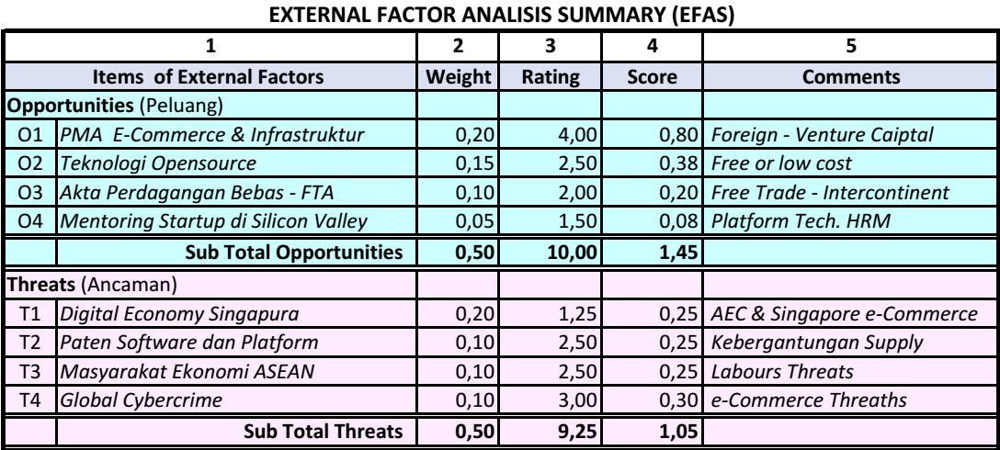 EXTERNAL FACTOR ANALISIS SUMMARY (EFAS)
1 2 3 4 5
Items of External Factors Weight Rating Score Comments
Opportunities (Peluang)
O1 PMA E-Commerce & Infrastruktur 0,20 4,00 0,80 Foreign - Venture Caiptal
O2 Teknologi Opensource 0,15 2,50 0,38 Free or low cost
O3 Akta Perdagangan Bebas - FTA 0,10 2,00 0,20 Free Trade - Intercontinent
O4 Mentoring Startup di Silicon Valley 0,05 1,50 0,08 Platform Tech. HRM
Sub Total Opportunities 0,50 10,00 1,45
Threats (Ancaman)
T1 Digital Economy Singapura 0,20 1,25 0,25 AEC & Singapore e-Commerce
T2 Paten Software dan Platform 0,10 2,50 0,25 Kebergantungan Supply
T3 Masyarakat Ekonomi ASEAN 0,10 2,50 0,25 Labours Threats
T4 Global Cybercrime 0,10 3,00 0,30 e-Commerce Threaths
Sub Total Threats 0,50 9,25 1,05